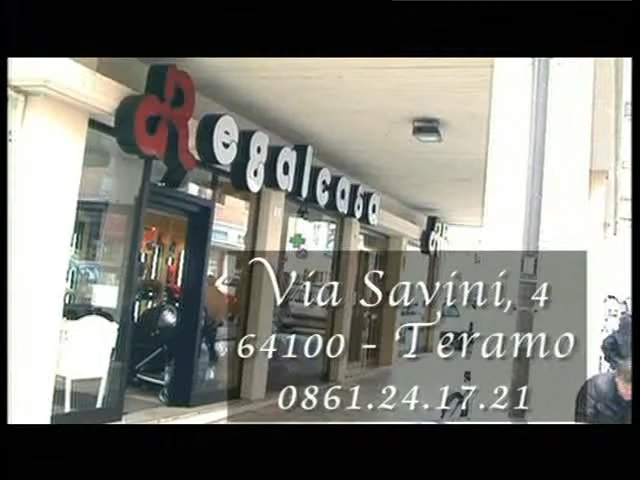 Regalcasa
Via Savini, 4
64100 - Teramo
0861.24.17.21